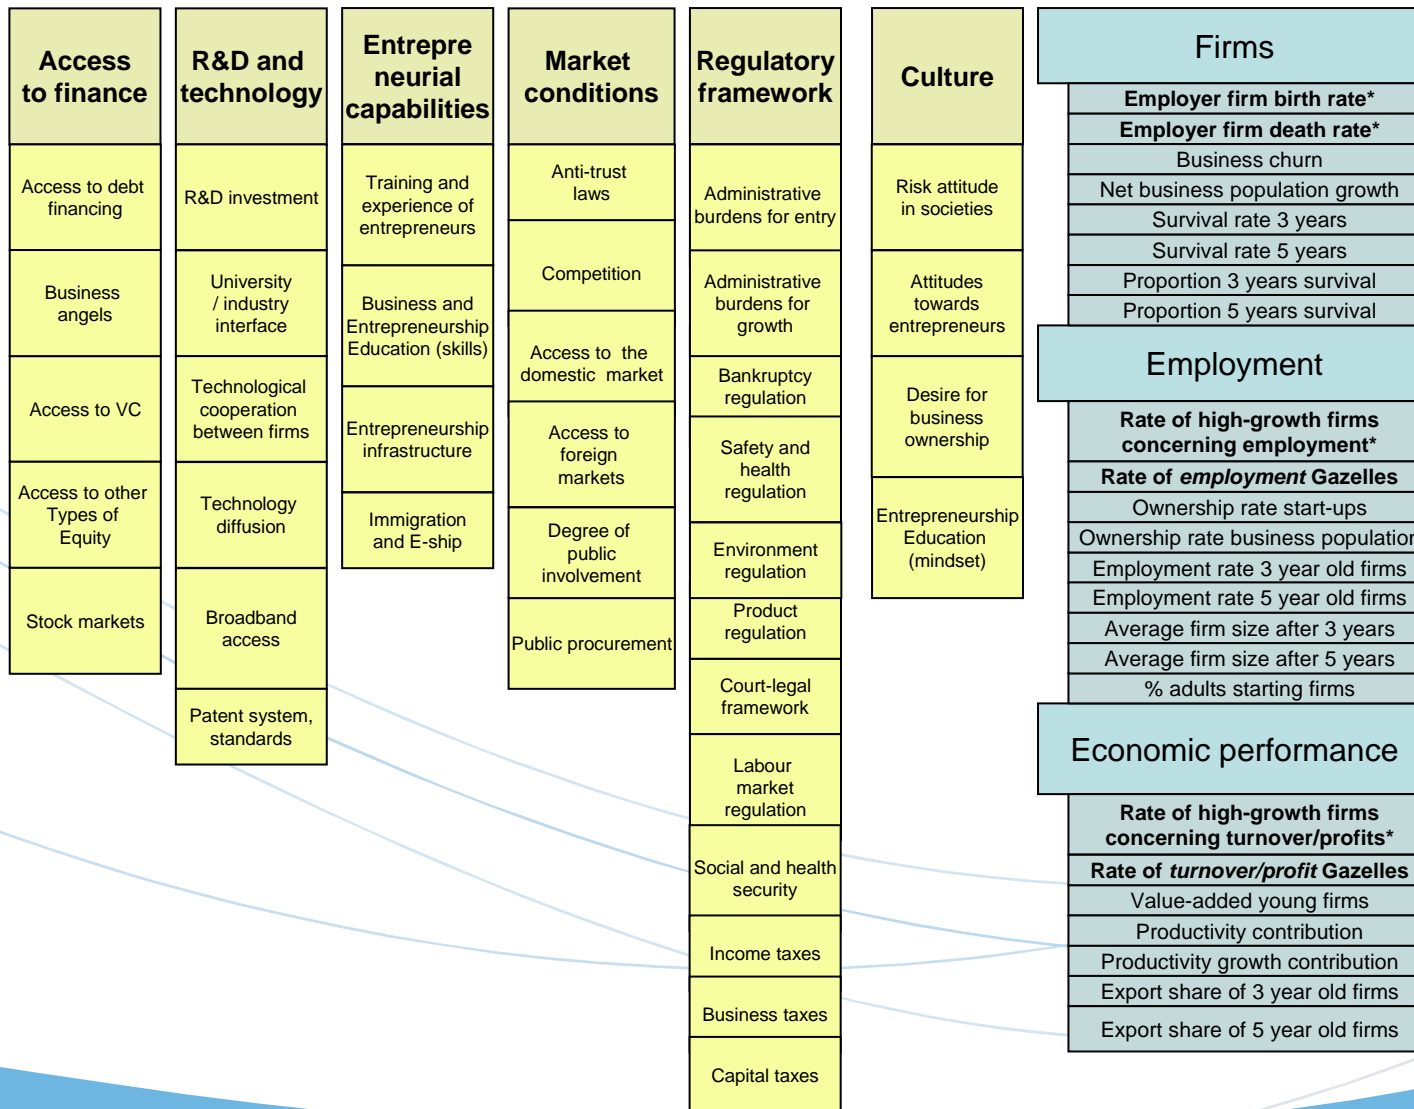 Access
to finance
Access to debt
financing
Business
angels
Access to VC
Access to other
Types of
Equity
Stock markets
R&D and
technology
R&D investment
University
/ industry
interface
Technological
cooperation
between firms
Technology
diffusion
Broadband
access
Patent system,
standards
Entrepre
neurial
capabilities
Training and
experience of
entrepreneurs
Business and
Entrepreneurship
Education (skills)
Entrepreneurship
infrastructure
Immigration
and E-ship
Market
conditions
Anti-trust
laws
Competition
Access to the
domestic market
Access to
foreign
markets
Degree of
public
involvement
Public procurement
Regulatory
framework
Administrative
burdens for entry
Administrative
burdens for
growth
Bankruptcy
regulation
Safety and
health
regulation
Environment
regulation
Product
regulation
Court-legal
framework
Labour
market
regulation
Social and health
security
Income taxes
Business taxes
Capital taxes
Culture
Risk attitude
in societies
Attitudes
towards
entrepreneurs
Desire for
business
ownership
Entrepreneurship
Education
(mindset)
Firms
Employer firm birth rate*
Employer firm death rate*
Business churn
Net business population growth
Survival rate 3 years
Survival rate 5 years
Proportion 3 years survival
Proportion 5 years survival
Employment
Rate of high-growth firms
concerning employment*
Rate of employment Gazelles
Ownership rate start-ups
Ownership rate business population
Employment rate 3 year old firms
Employment rate 5 year old firms
Average firm size after 3 years
Average firm size after 5 years
% adults starting firms
Economic performance
Rate of high-growth firms
concerning turnover/profits*
Rate of turnover/profit Gazelles
Value-added young firms
Productivity contribution
Productivity growth contribution
Export share of 3 year old firms
Export share of 5 year old firms